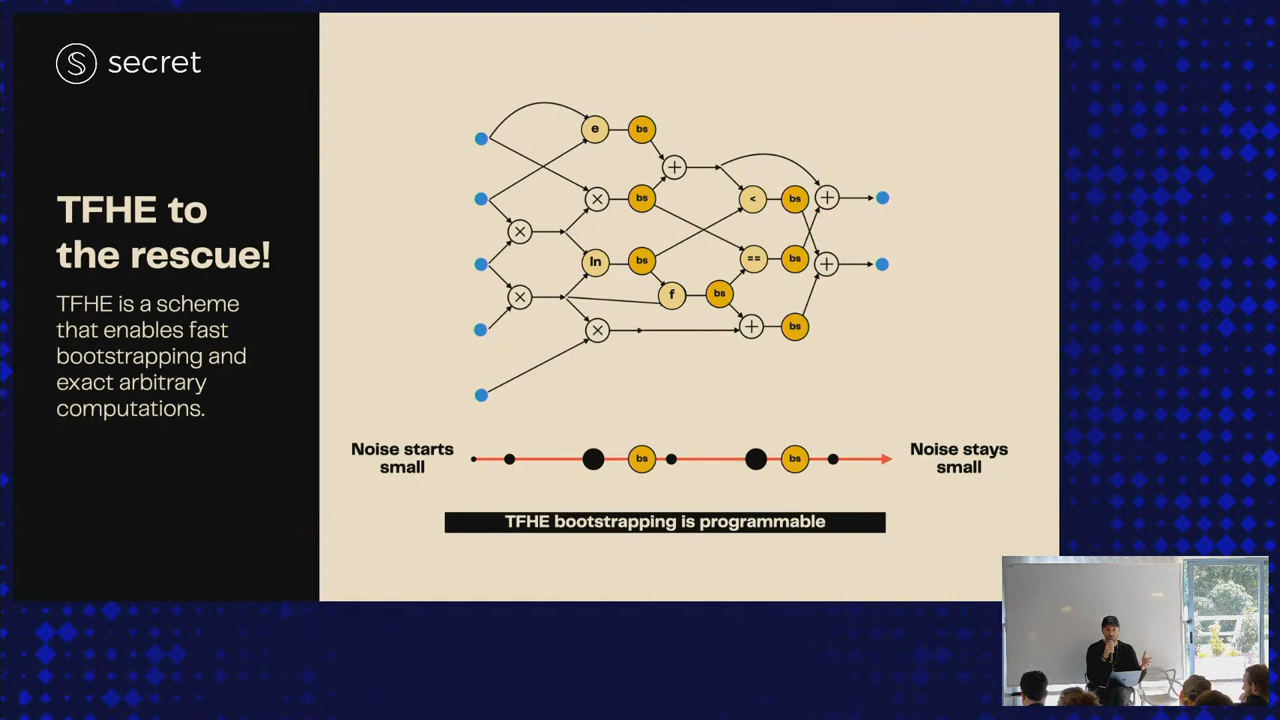 secret
TFHE to
the rescue!
TFHE is a scheme
that enables fast
bootstrapping and
exact arbitrary
computations.
e
bs
+
×
bs
<
bs
+
×
ln
bs
==
bs
+
×
f
bs
×
+
bs
Noise starts
small
bs
bs
Noise stays
small
TFHE bootstrapping is programmable